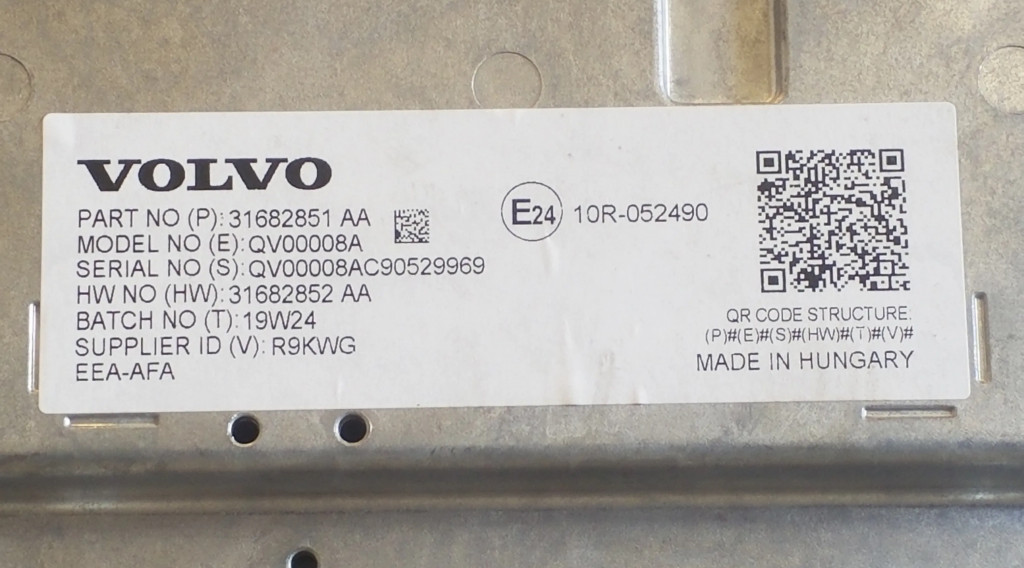 VOLVO
PART NO (P): 31682851 AA
MODEL NO (E): QV00008A
SERIAL NO (S): QV00008AC90529969
HW NO (HW): 31682852 AA
BATCH NO (T): 19W24
SUPPLIER ID (V): R9KWG
EEA-AFA
E24 10R-052490
QR CODE STRUCTURE:
(P)#(E)#(S)#(HW)#(T)#(V)#
MADE IN HUNGARY